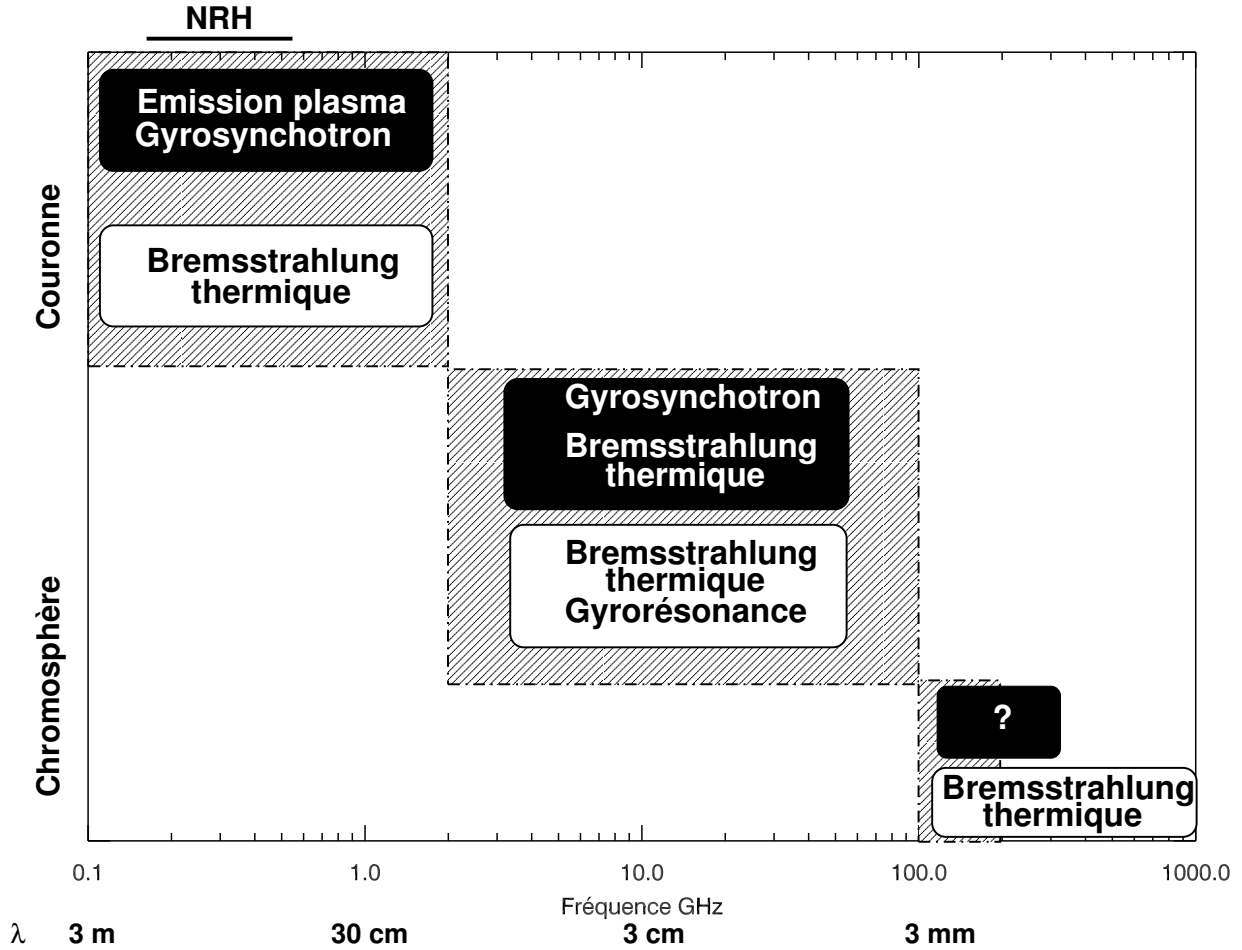 NRH
Emission plasma
Gyrosynchotron
Bremsstrahlung
thermique
Couronne
Gyrosynchotron
Bremsstrahlung
thermique
Bremsstrahlung
thermique
Gyrorésonance
Chromosphère
?
Bremsstrahlung
thermique
0.1 1.0 10.0 100.0 1000.0
Fréquence GHz
λ 3 m 30 cm 3 cm 3 mm